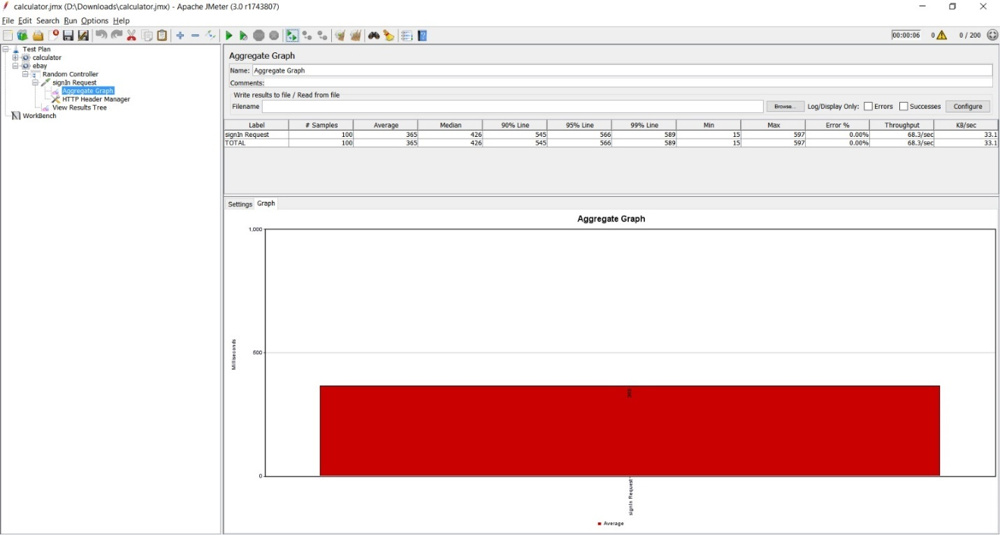 calculator.jmx (D:\Downloads\calculator.jmx) - Apache JMeter (3.0 r1743807)
File Edit Search Run Options Help
00:00:06 0 0 / 200
Test Plan
calculator
ebay
Random Controller
signIn Request
Aggregate Graph
HTTP Header Manager
View Results Tree
WorkBench
Aggregate Graph
Name: Aggregate Graph
Comments:
Write results to file / Read from file
Filename Browse... Log/Display Only: Errors Successes Configure
Label # Samples Average Median 90% Line 95% Line 99% Line Min Max Error % Throughput KB/sec
signIn Request 100 365 426 545 566 589 15 597 0.00% 68.3/sec 33.1
TOTAL 100 365 426 545 566 589 15 597 0.00% 68.3/sec 33.1
Settings Graph
Aggregate Graph
1,000
500
0
Milliseconds
365
signIn Request
Average